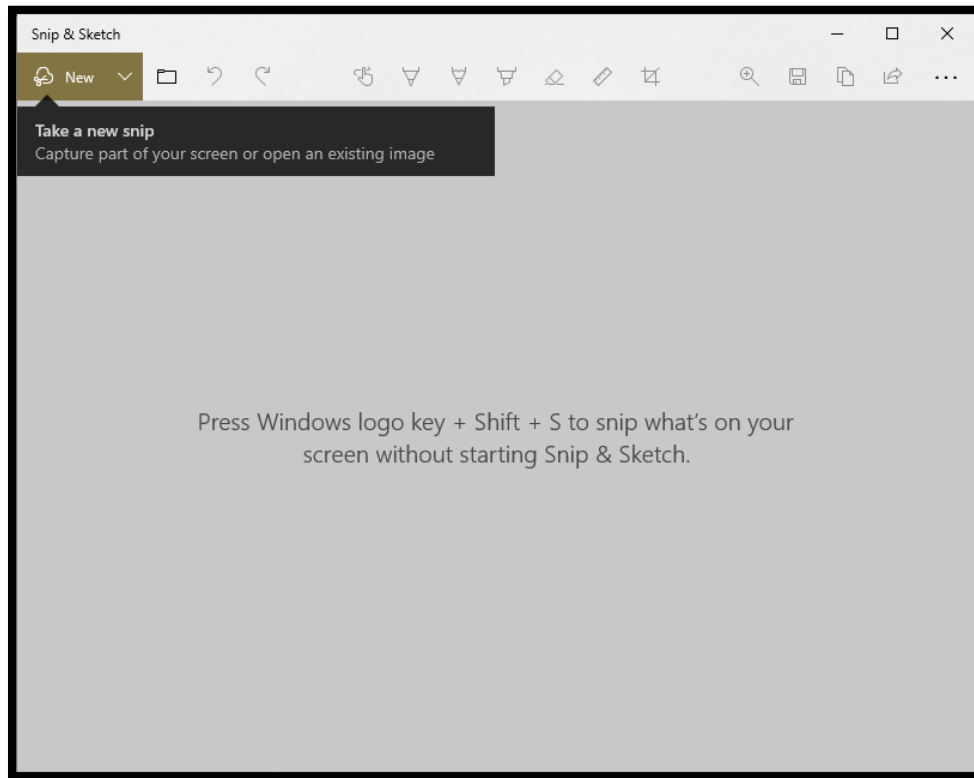 Snip & Sketch
New
Take a new snip
Capture part of your screen or open an existing image
Press Windows logo key + Shift + S to snip what's on your
screen without starting Snip & Sketch.